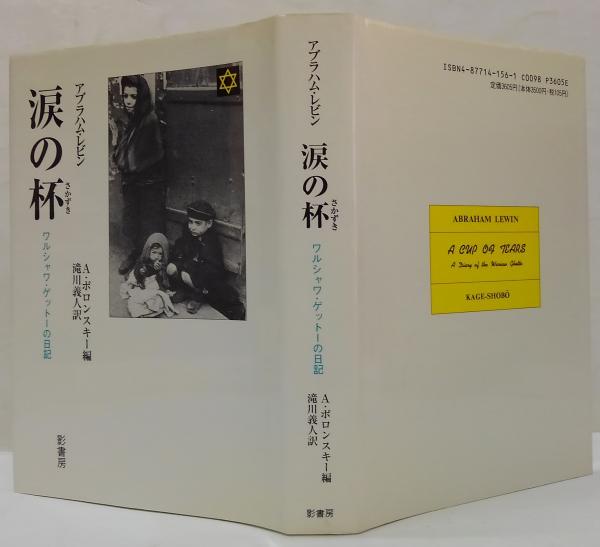 アブラハム・レビン
涙の杯
さかずき
ワルシャワ・ゲットーの日記
A・ポロンスキー編
滝川義人訳
影書房
アブラハム・レビン
涙の杯
さかずき
ワルシャワ・ゲットーの日記
A・ポロンスキー編
滝川義人訳
影書房
ISBN4-87714-156-1 C0098 P3605E
定価3605円(本体3500円・税105円)
ABRAHAM LEWIN
A CUP OF TEARS
A Diary of the Warsaw Ghetto
KAGE-SHOBŌ